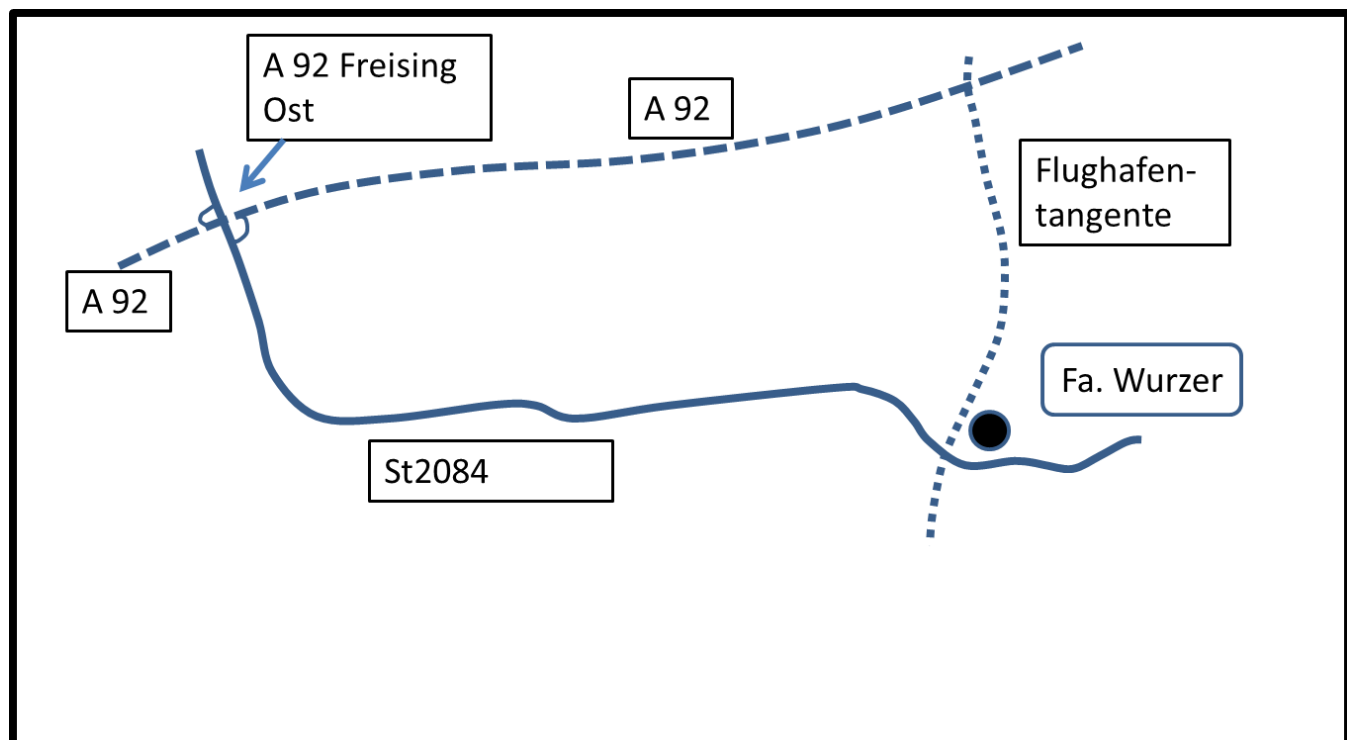 A 92 Freising
Ost
A 92
Flughafen-
tangente
A 92
Fa. Wurzer
St2084